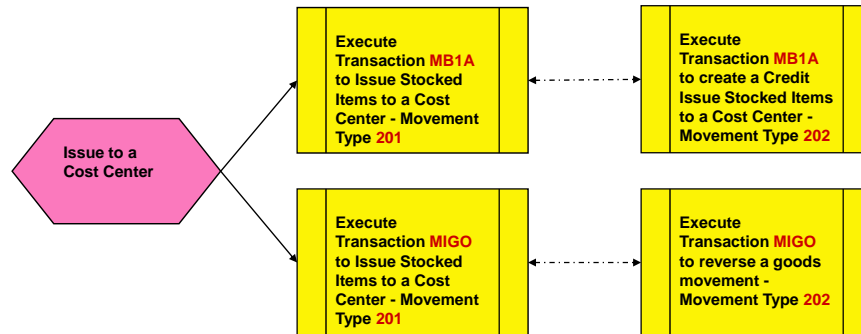 Issue to a
Cost Center
Execute
Transaction MB1A
to Issue Stocked
Items to a Cost
Center - Movement
Type 201
Execute
Transaction MB1A
to create a Credit
Issue Stocked Items
to a Cost Center -
Movement Type 202
Execute
Transaction MIGO
to Issue Stocked
Items to a Cost
Center - Movement
Type 201
Execute
Transaction MIGO
to reverse a goods
movement -
Movement Type 202